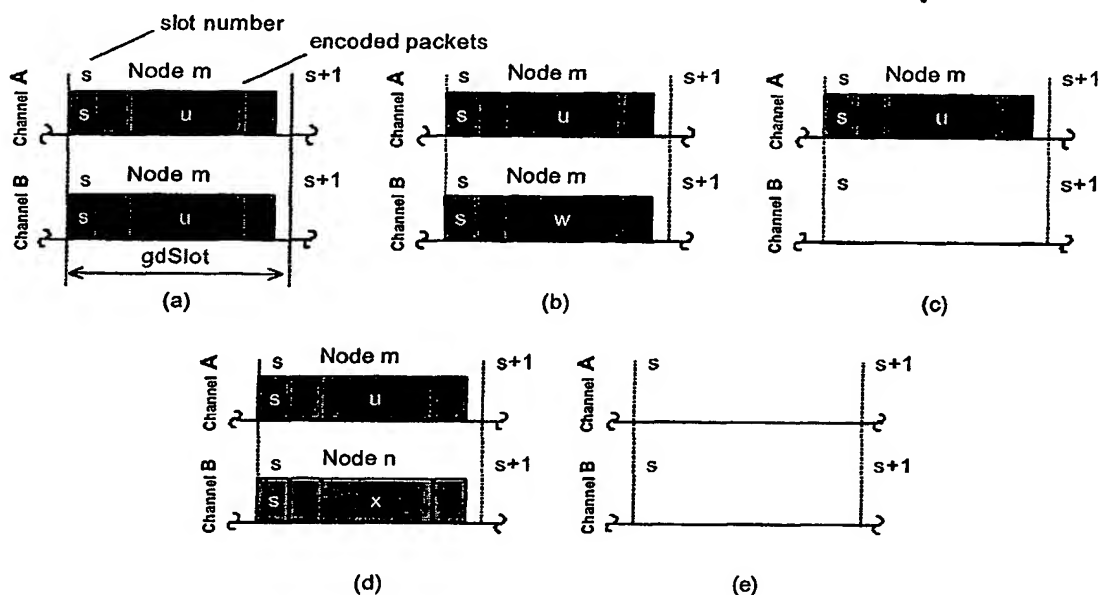 slot number
encoded packets
Channel A
s
Node m
s+1
s
u
Channel B
s
Node m
s+1
s
u
gdSlot
(a)
Channel A
s
Node m
s+1
s
u
Channel B
s
Node m
s+1
s
w
(b)
Channel A
s
Node m
s+1
s
u
Channel B
s
s+1
(c)
Channel A
s
Node m
s+1
s
u
Channel B
s
Node n
s+1
s
x
(d)
Channel A
s
s+1
Channel B
s
s+1
(e)